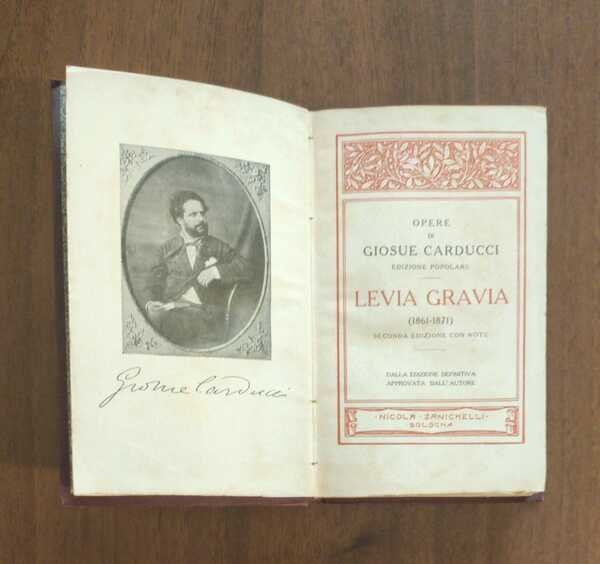 Giosue Carducci
OPERE
DI
GIOSUE CARDUCCI
EDIZIONE POPOLARE
LEVIA GRAVIA
(1861-1871)
SECONDA EDIZIONE CON NOTE
DALLA EDIZIONE DEFINITIVA
APPROVATA DALL'AUTORE
·NICOLA·ZANICHELLI·
BOLOGNA